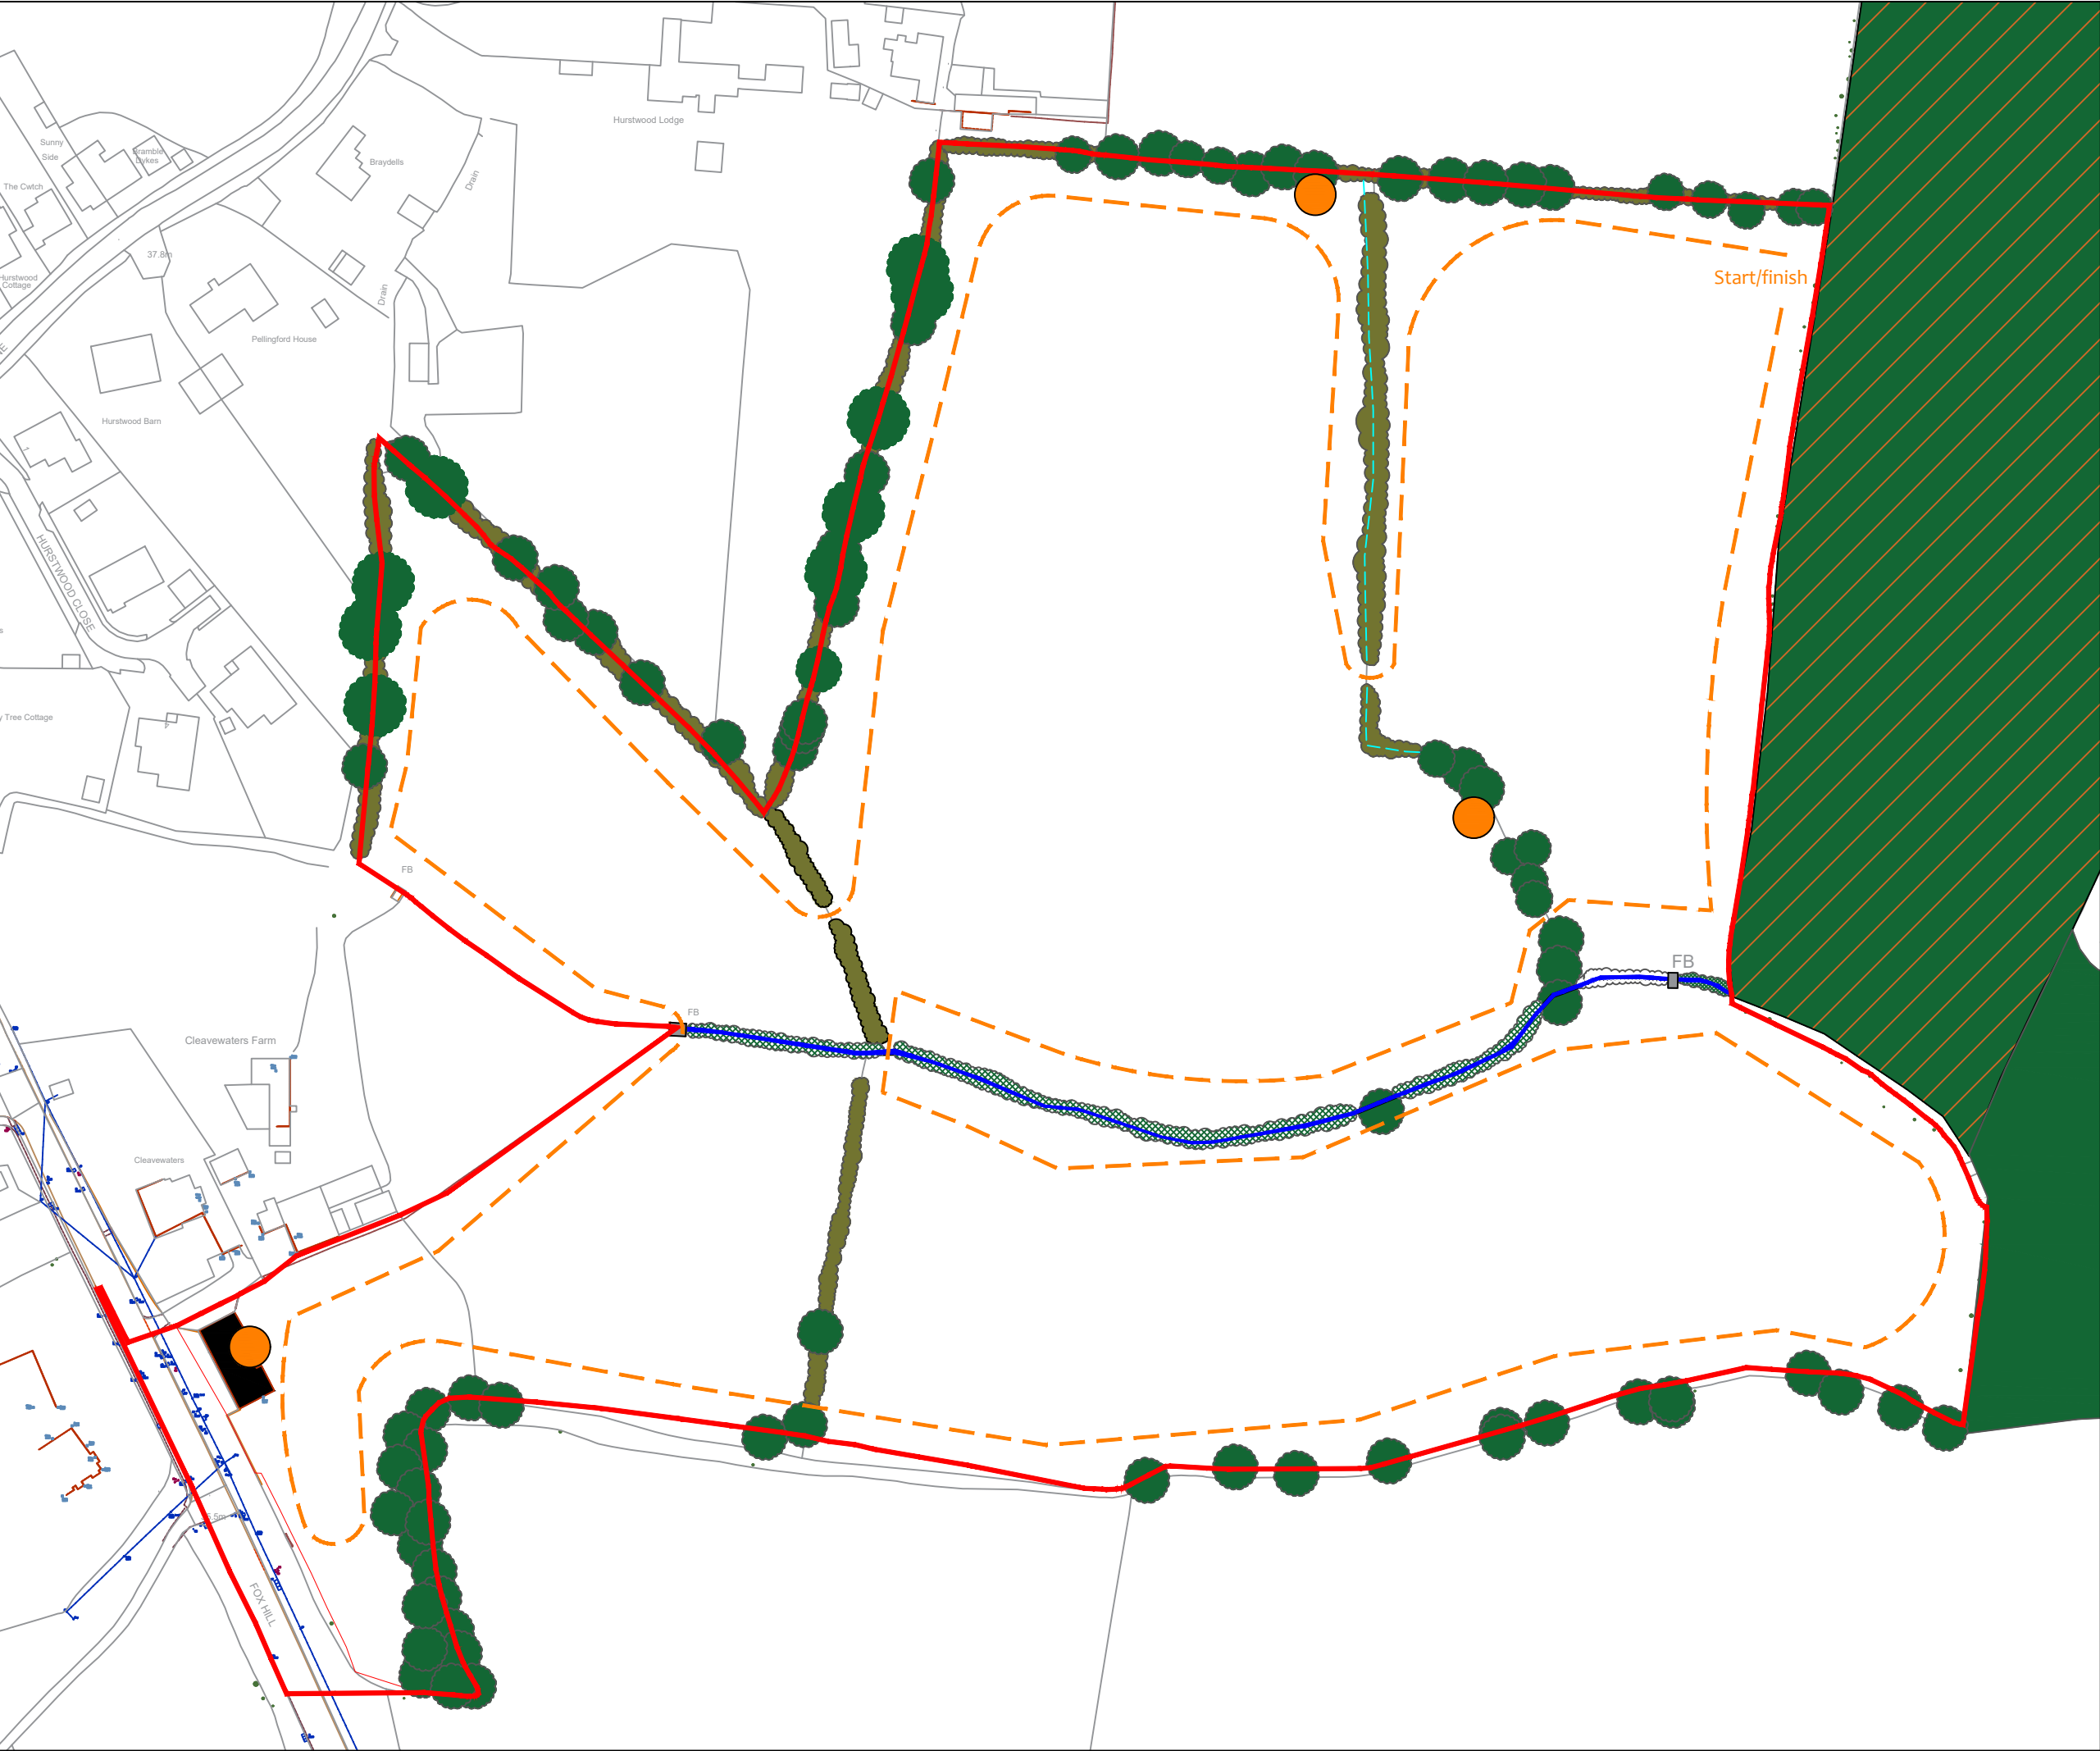 Hurstwood Lodge
Sunny
Side
Bramble
Dykes
Braydells
The Cwtch
Drain
37.8m
Hurstwood
Cottage
Drain
Start/finish
Pellingford House
Hurstwood Barn
HURSTWOOD CLOSE
Tree Cottage
FB
FB
FB
Cleavewaters Farm
Cleavewaters
FOX HILL